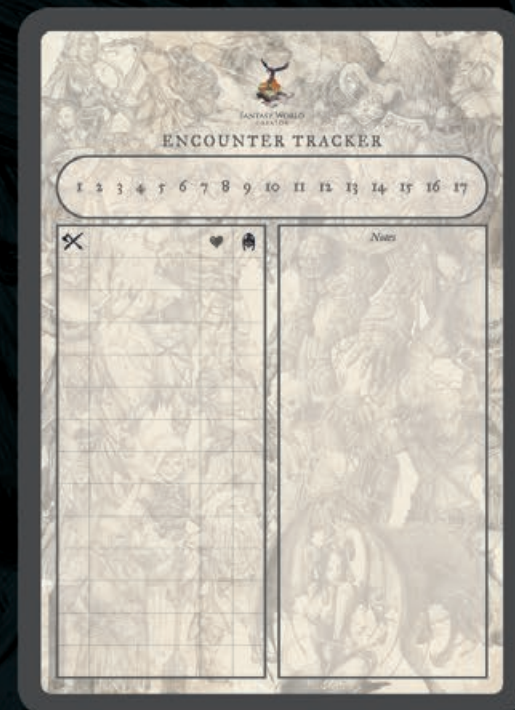 FANTASY WORLD
CREATOR
ENCOUNTER TRACKER
1 2 3 4 5 6 7 8 9 10 11 12 13 14 15 16 17
Notes